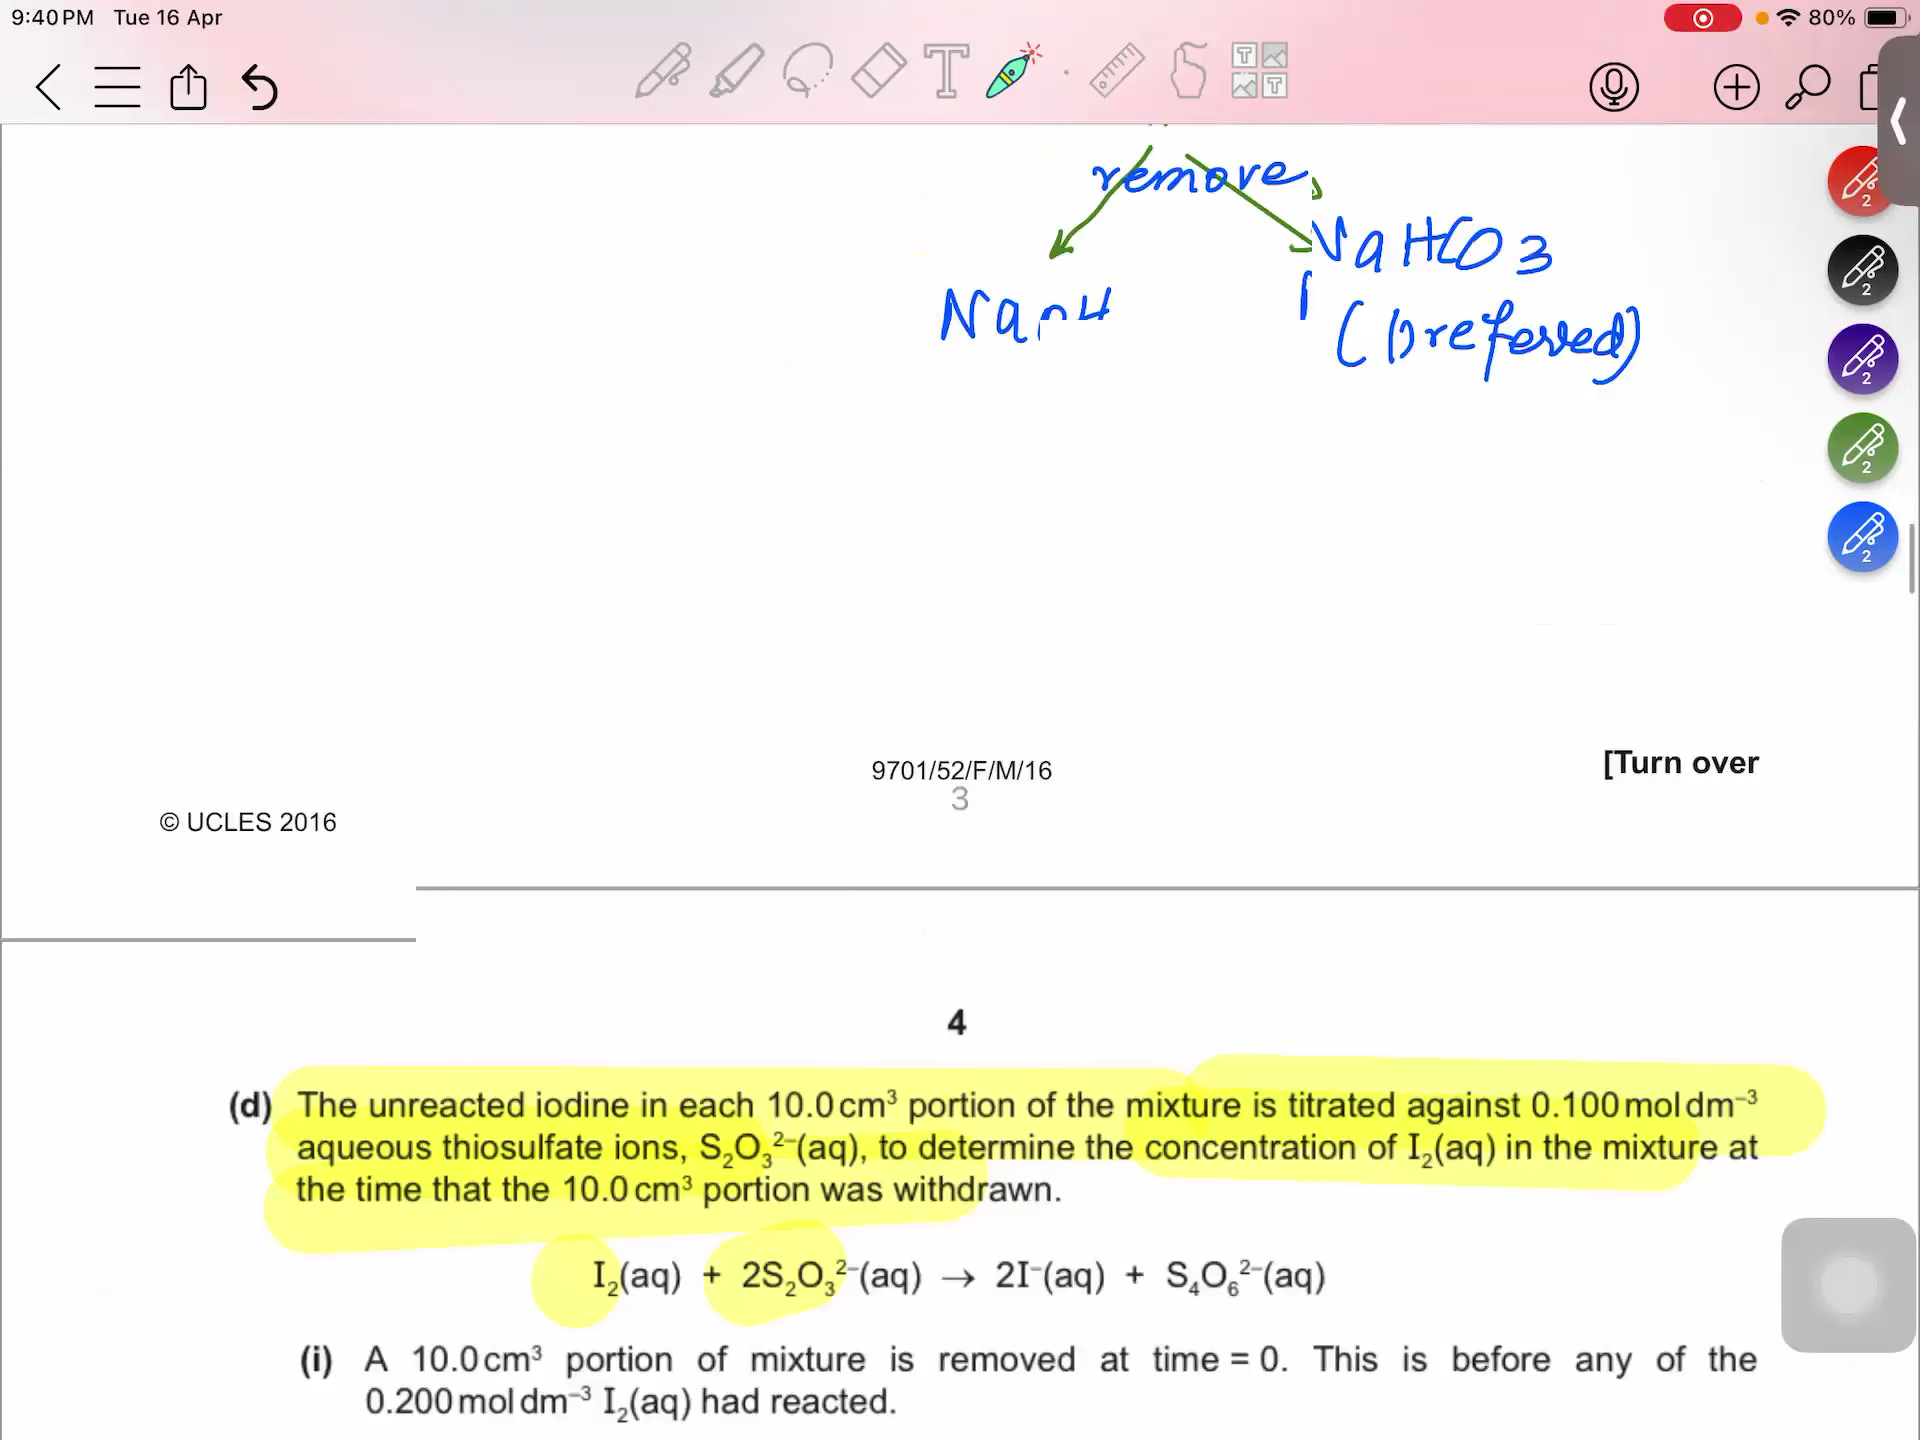 9:40 PM Tue 16 Apr
80%
remove
NaHCO3
NaOH
(preferred)
2
2
2
2
2
9701/52/F/M/16
[Turn over
3
© UCLES 2016
4
(d) The unreacted iodine in each 10.0 cm³ portion of the mixture is titrated against 0.100 mol dm⁻³
aqueous thiosulfate ions, S₂O₃²⁻(aq), to determine the concentration of I₂(aq) in the mixture at
the time that the 10.0 cm³ portion was withdrawn.
I₂(aq) + 2S₂O₃²⁻(aq) → 2I⁻(aq) + S₄O₆²⁻(aq)
(i) A 10.0 cm³ portion of mixture is removed at time = 0. This is before any of the
0.200 mol dm⁻³ I₂(aq) had reacted.